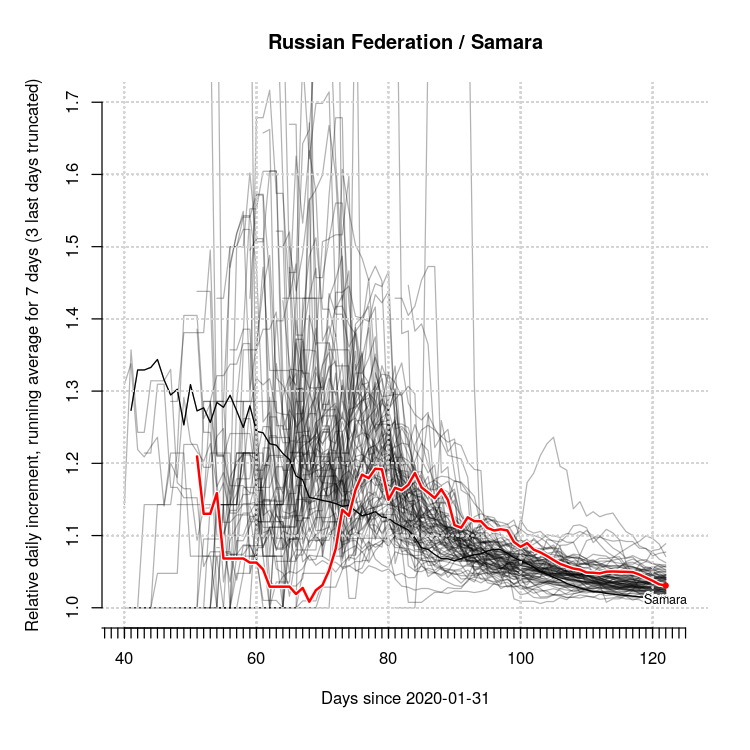 Russian Federation / Samara
Relative daily increment, running average for 7 days (3 last days truncated)
1.7
1.6
1.5
1.4
1.3
1.2
1.1
1.0
Samara
40 60 80 100 120
Days since 2020-01-31